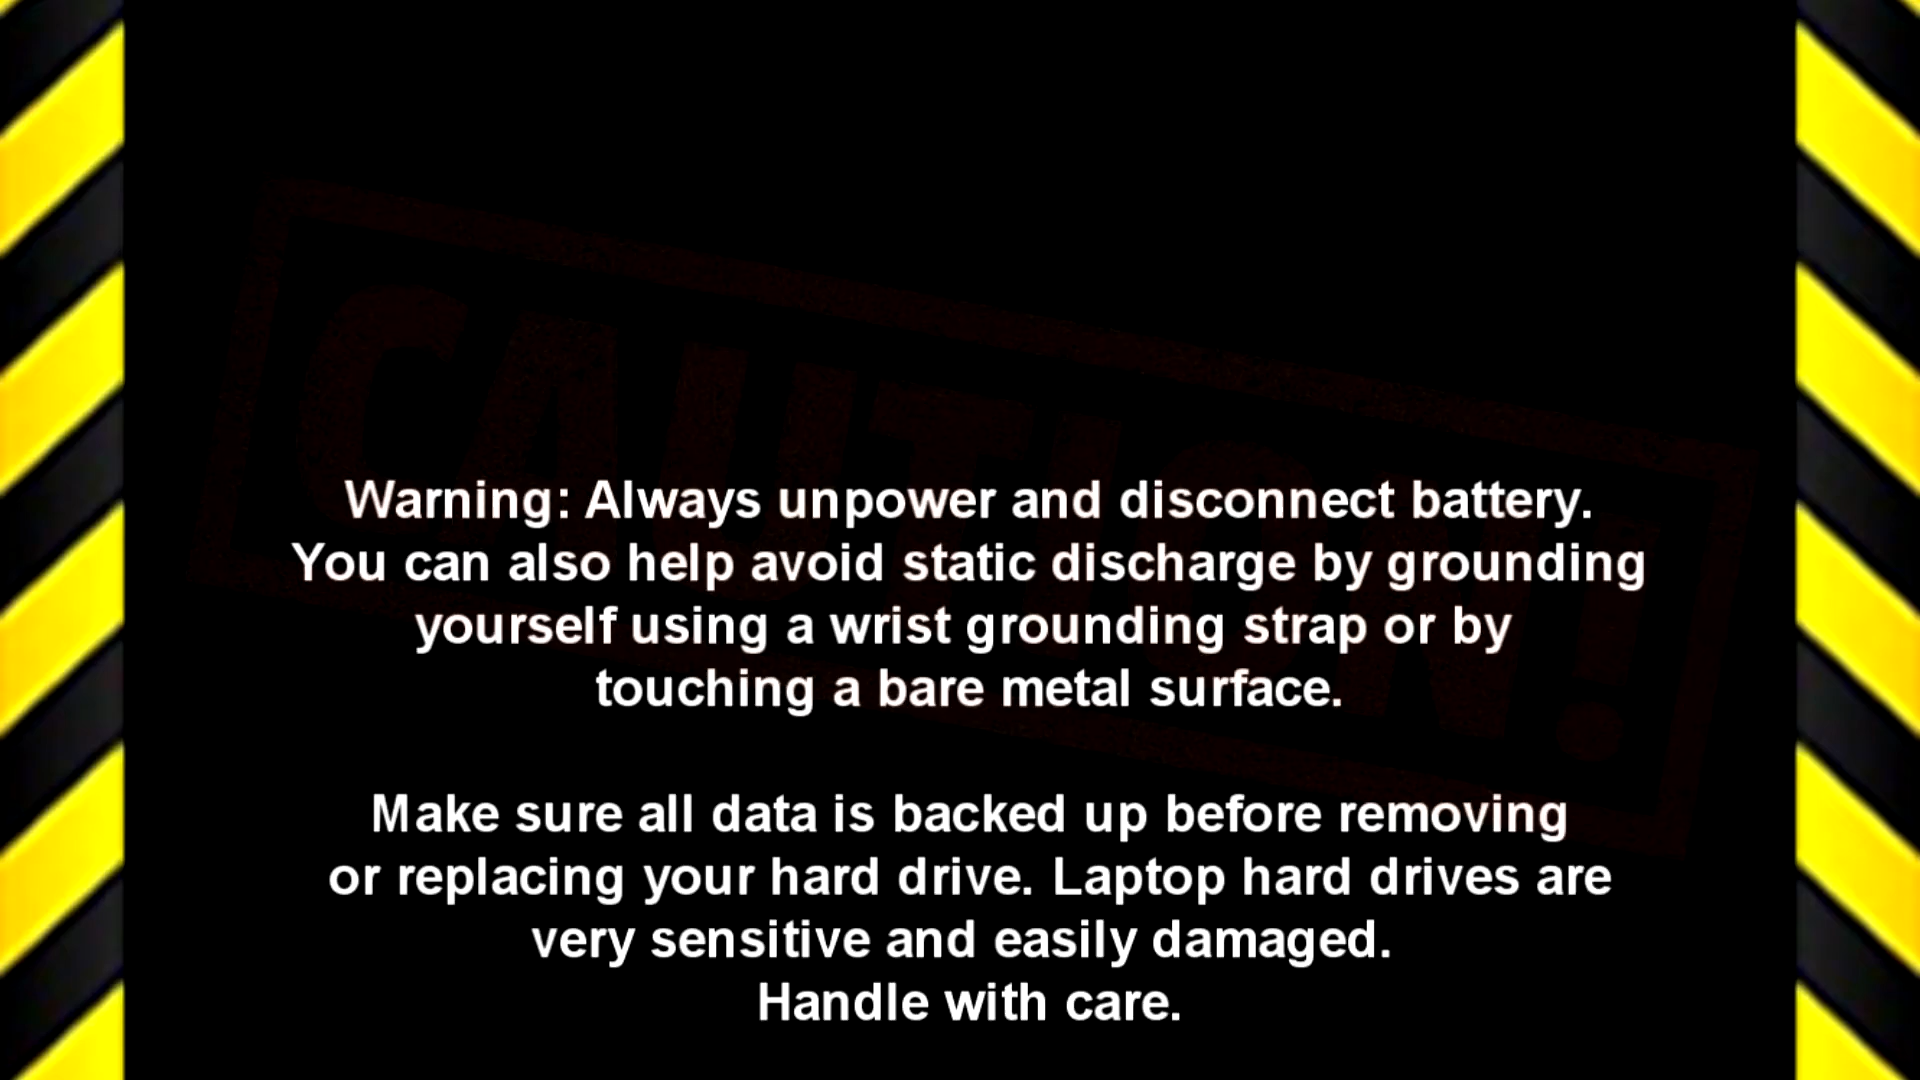 CAUTION!
Warning: Always unpower and disconnect battery.
You can also help avoid static discharge by grounding
yourself using a wrist grounding strap or by
touching a bare metal surface.
Make sure all data is backed up before removing
or replacing your hard drive. Laptop hard drives are
very sensitive and easily damaged.
Handle with care.